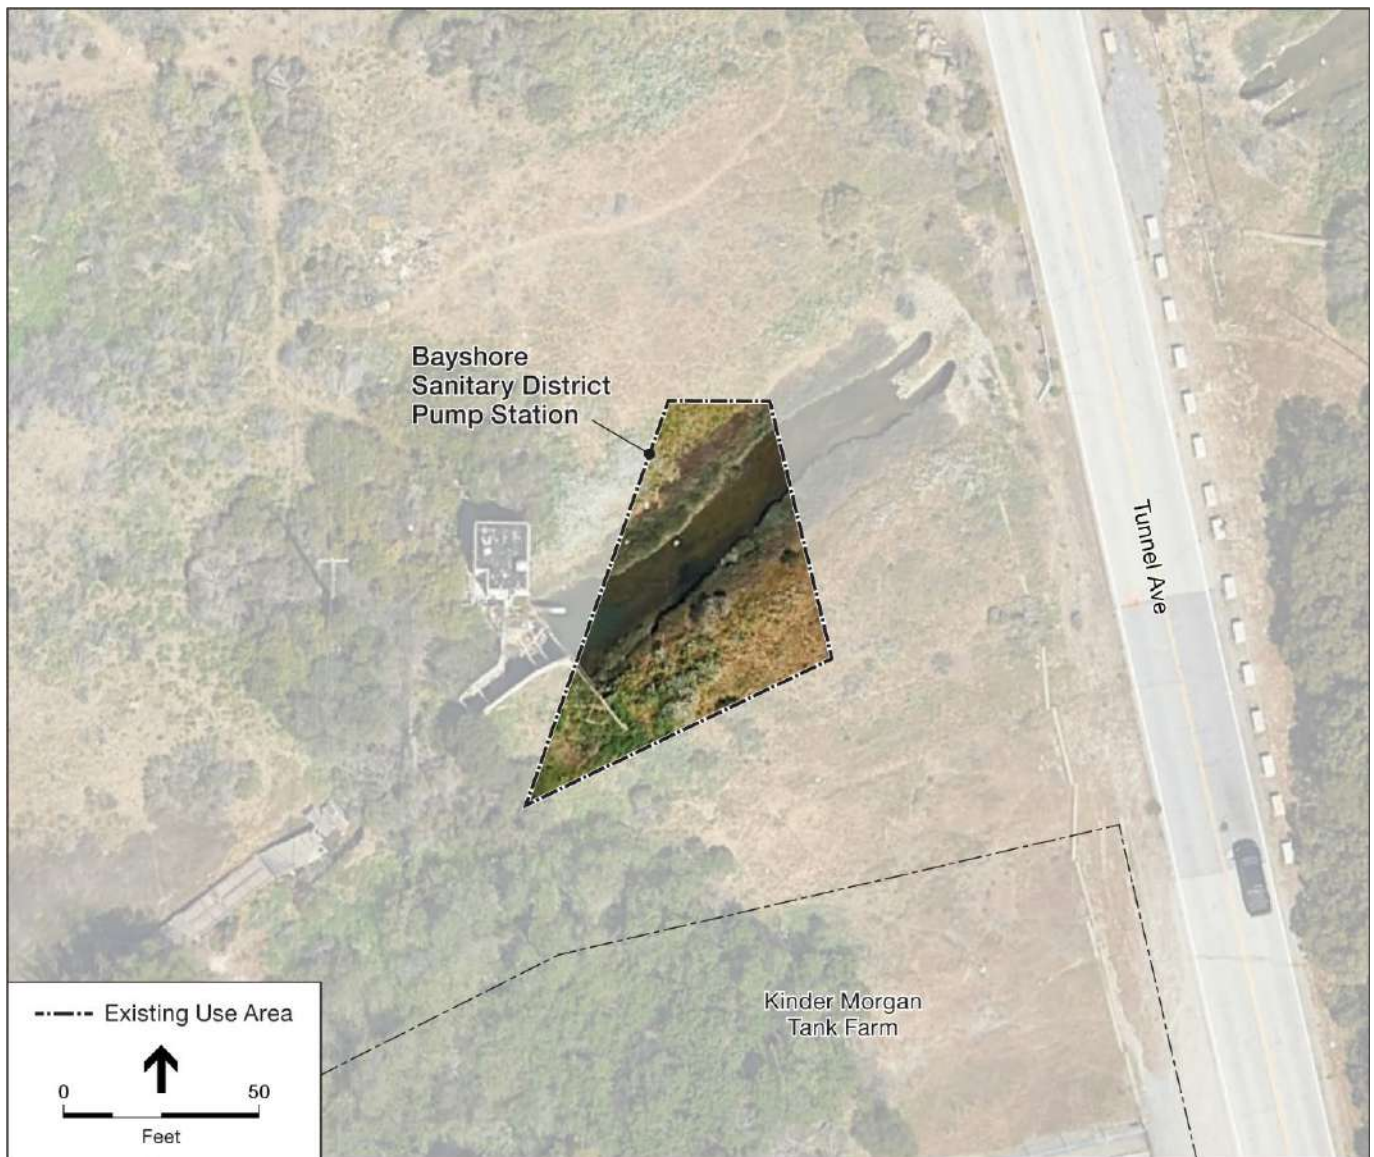 Bayshore
Sanitary District
Pump Station
Tunnel Ave
Kinder Morgan
Tank Farm
Existing Use Area
0 50
Feet